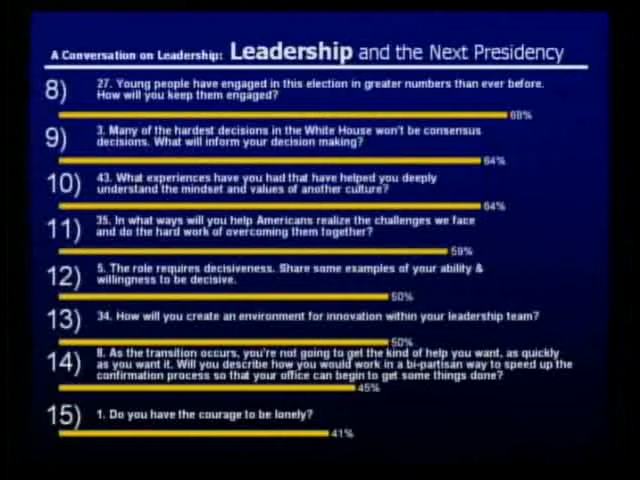 A Conversation on Leadership: Leadership and the Next Presidency
8) 27. Young people have engaged in this election in greater numbers than ever before.
How will you keep them engaged?
68%
9) 3. Many of the hardest decisions in the White House won't be consensus
decisions. What will inform your decision making?
64%
10) 43. What experiences have you had that have helped you deeply
understand the mindset and values of another culture?
64%
11) 35. In what ways will you help Americans realize the challenges we face
and do the hard work of overcoming them together?
59%
12) 5. The role requires decisiveness. Share some examples of your ability &
willingness to be decisive.
50%
13) 34. How will you create an environment for innovation within your leadership team?
50%
14) 8. As the transition occurs, you're not going to get the kind of help you want, as quickly
as you want it. Will you describe how you would work in a bi-partisan way to speed up the
confirmation process so that your office can begin to get some things done?
45%
15) 1. Do you have the courage to be lonely?
41%